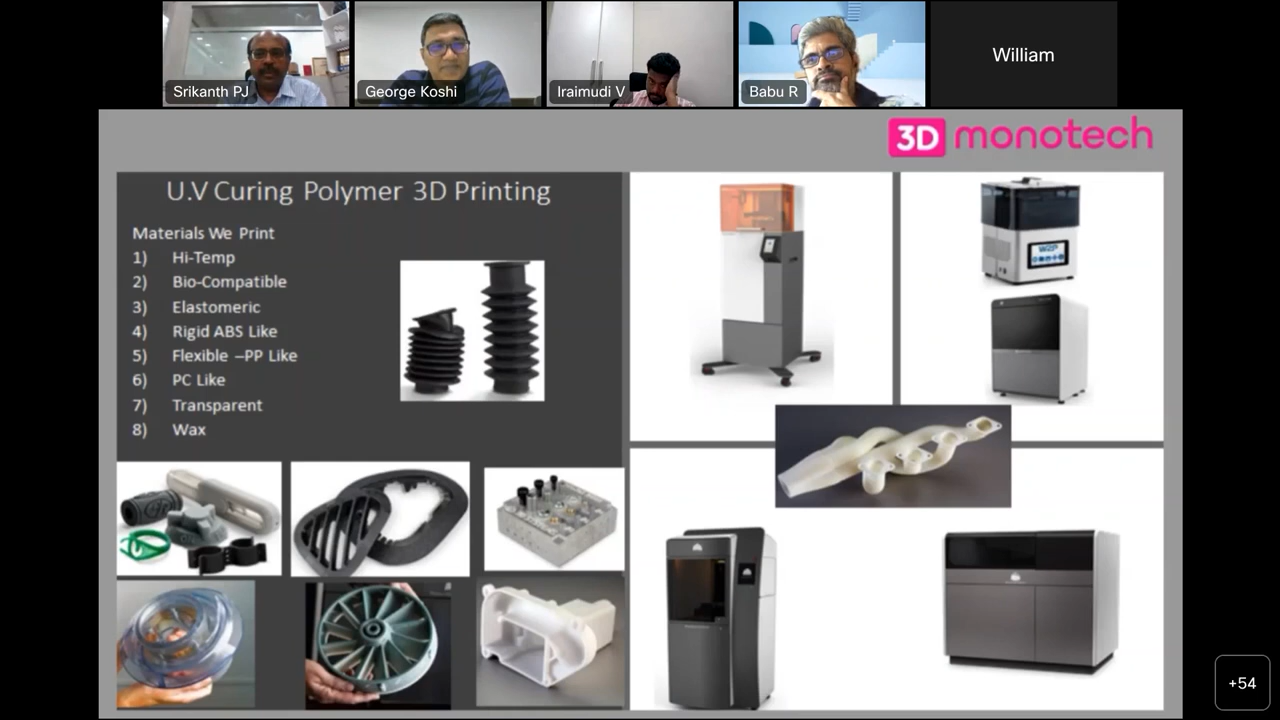 Srikanth PJ
George Koshi
Iraimudi V
Babu R
William
3D monotech
U.V Curing Polymer 3D Printing
Materials We Print
1) Hi-Temp
2) Bio-Compatible
3) Elastomeric
4) Rigid ABS Like
5) Flexible –PP Like
6) PC Like
7) Transparent
8) Wax
+54